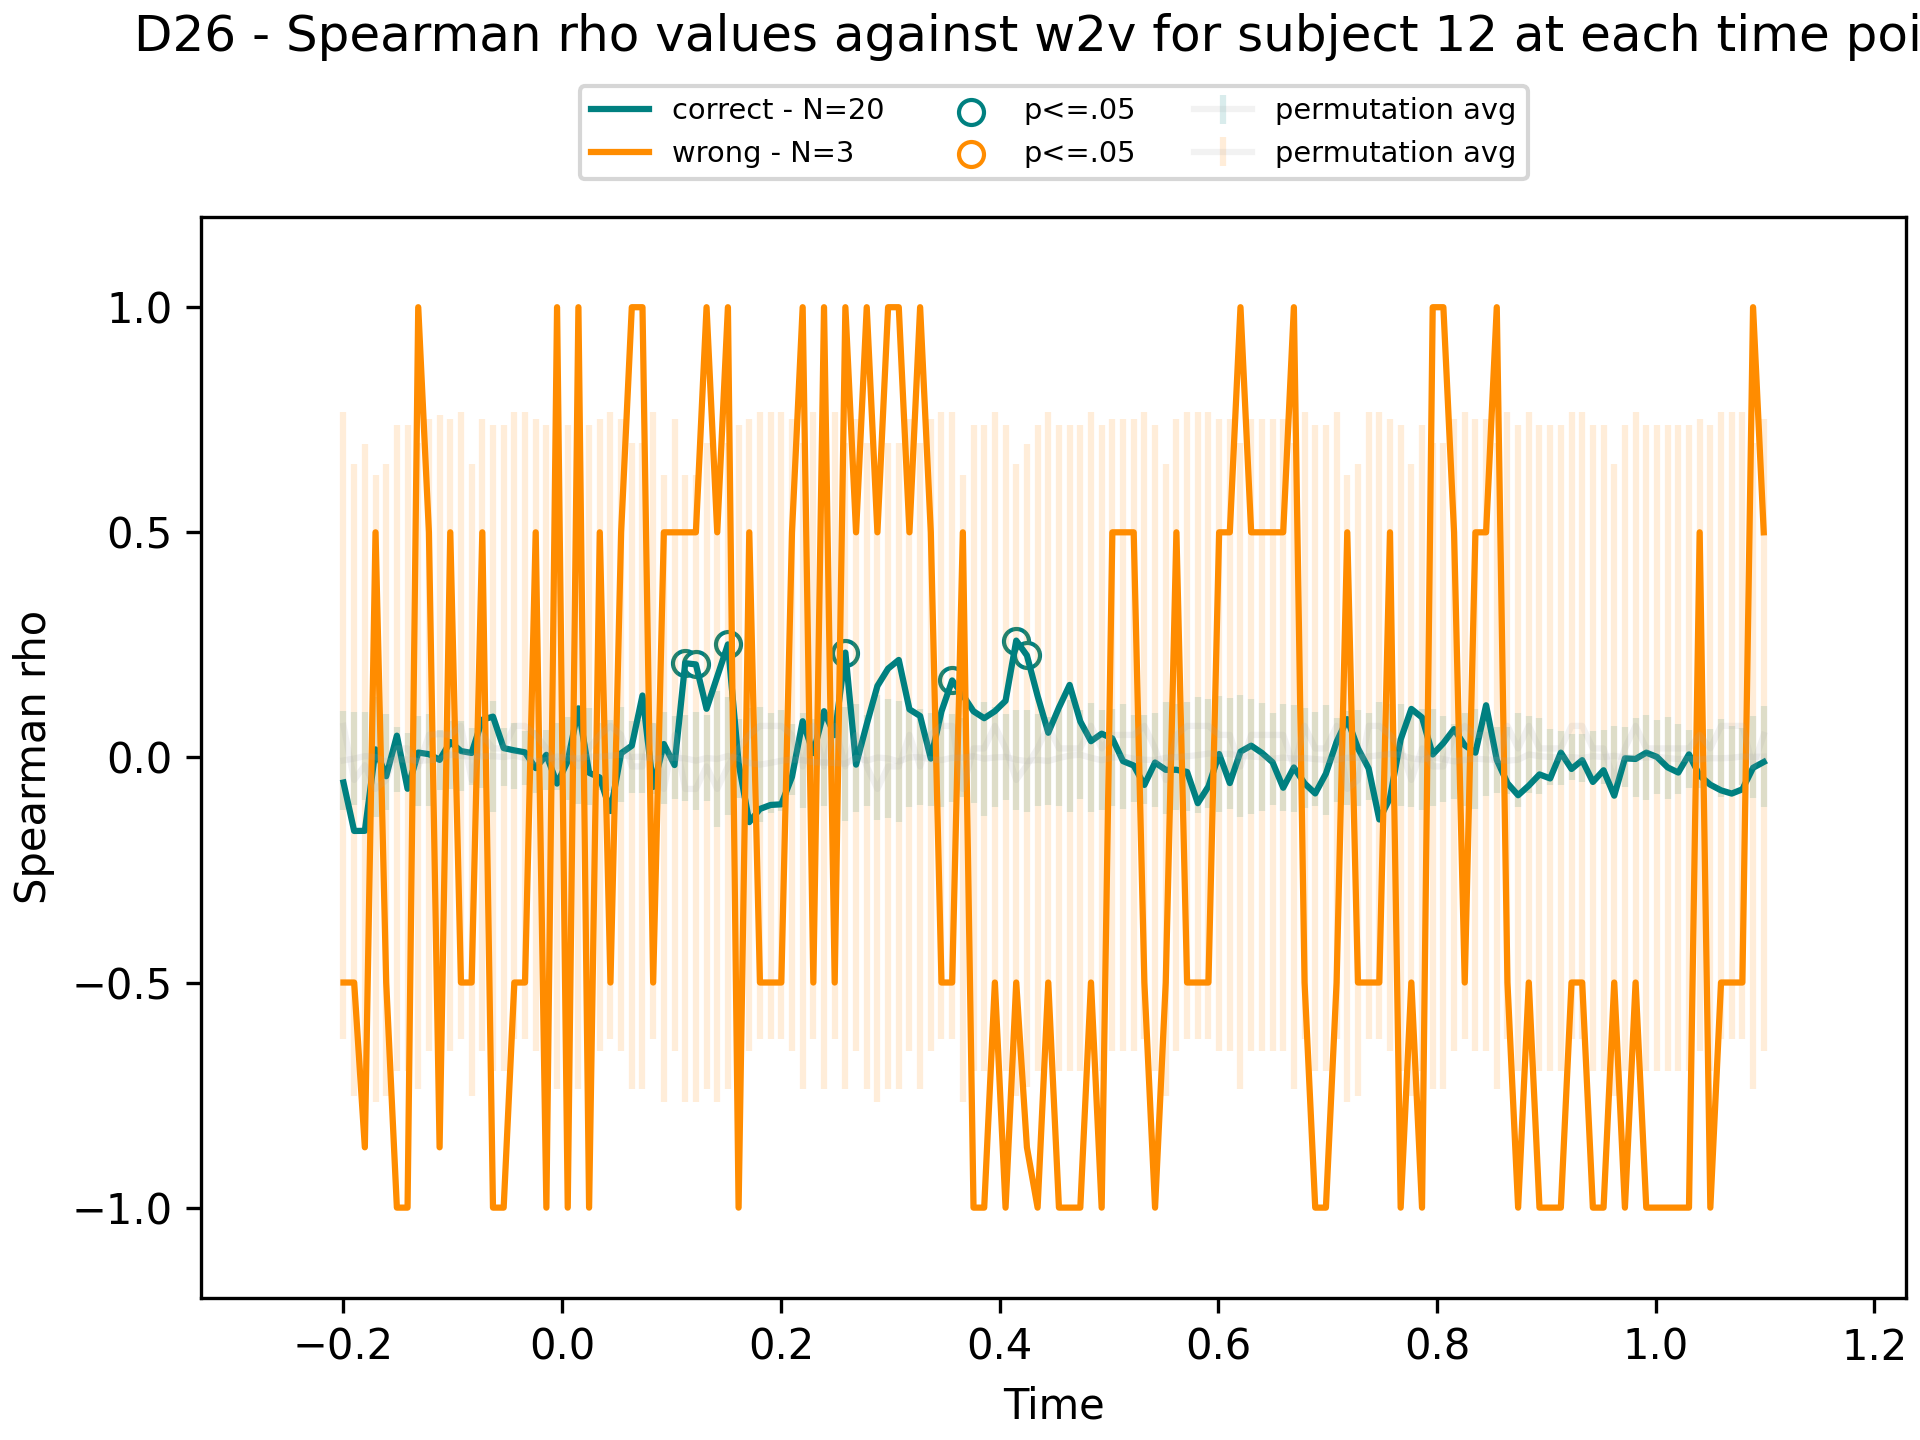 D26 - Spearman rho values against w2v for subject 12 at each time poi
correct - N=20
wrong - N=3
p<=.05
p<=.05
permutation avg
permutation avg
Spearman rho
1.0
0.5
0.0
−0.5
−1.0
−0.2 0.0 0.2 0.4 0.6 0.8 1.0 1.2
Time